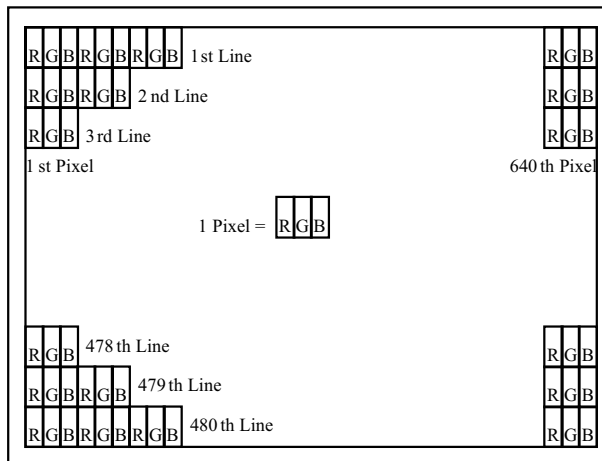 RGBRGBRGB 1st Line RGB
RGBRGB 2nd Line RGB
RGB 3rd Line RGB
1st Pixel 640th Pixel
1 Pixel = RGB
RGB 478th Line RGB
RGBRGB 479th Line RGB
RGBRGBRGB 480th Line RGB